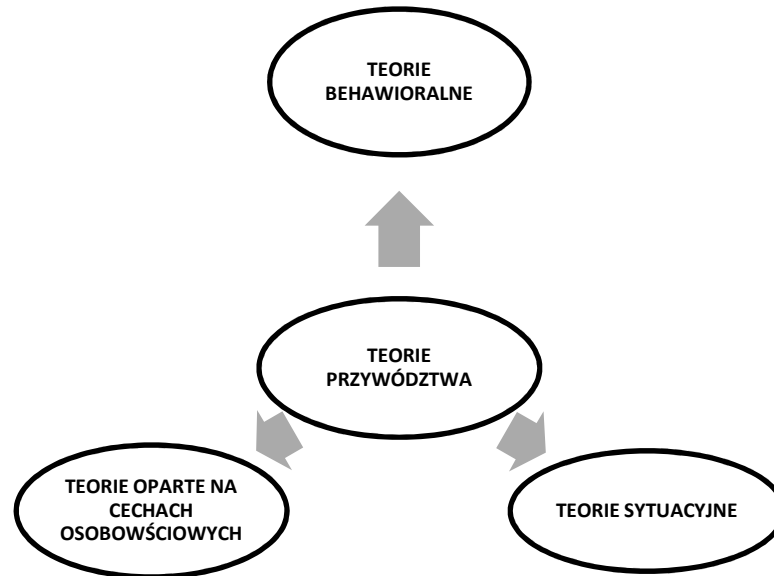 TEORIE
BEHAWIORALNE
TEORIE
PRZYWÓDZTWA
TEORIE OPARTE NA
CECHACH
OSOBOWŚCIOWYCH
TEORIE SYTUACYJNE